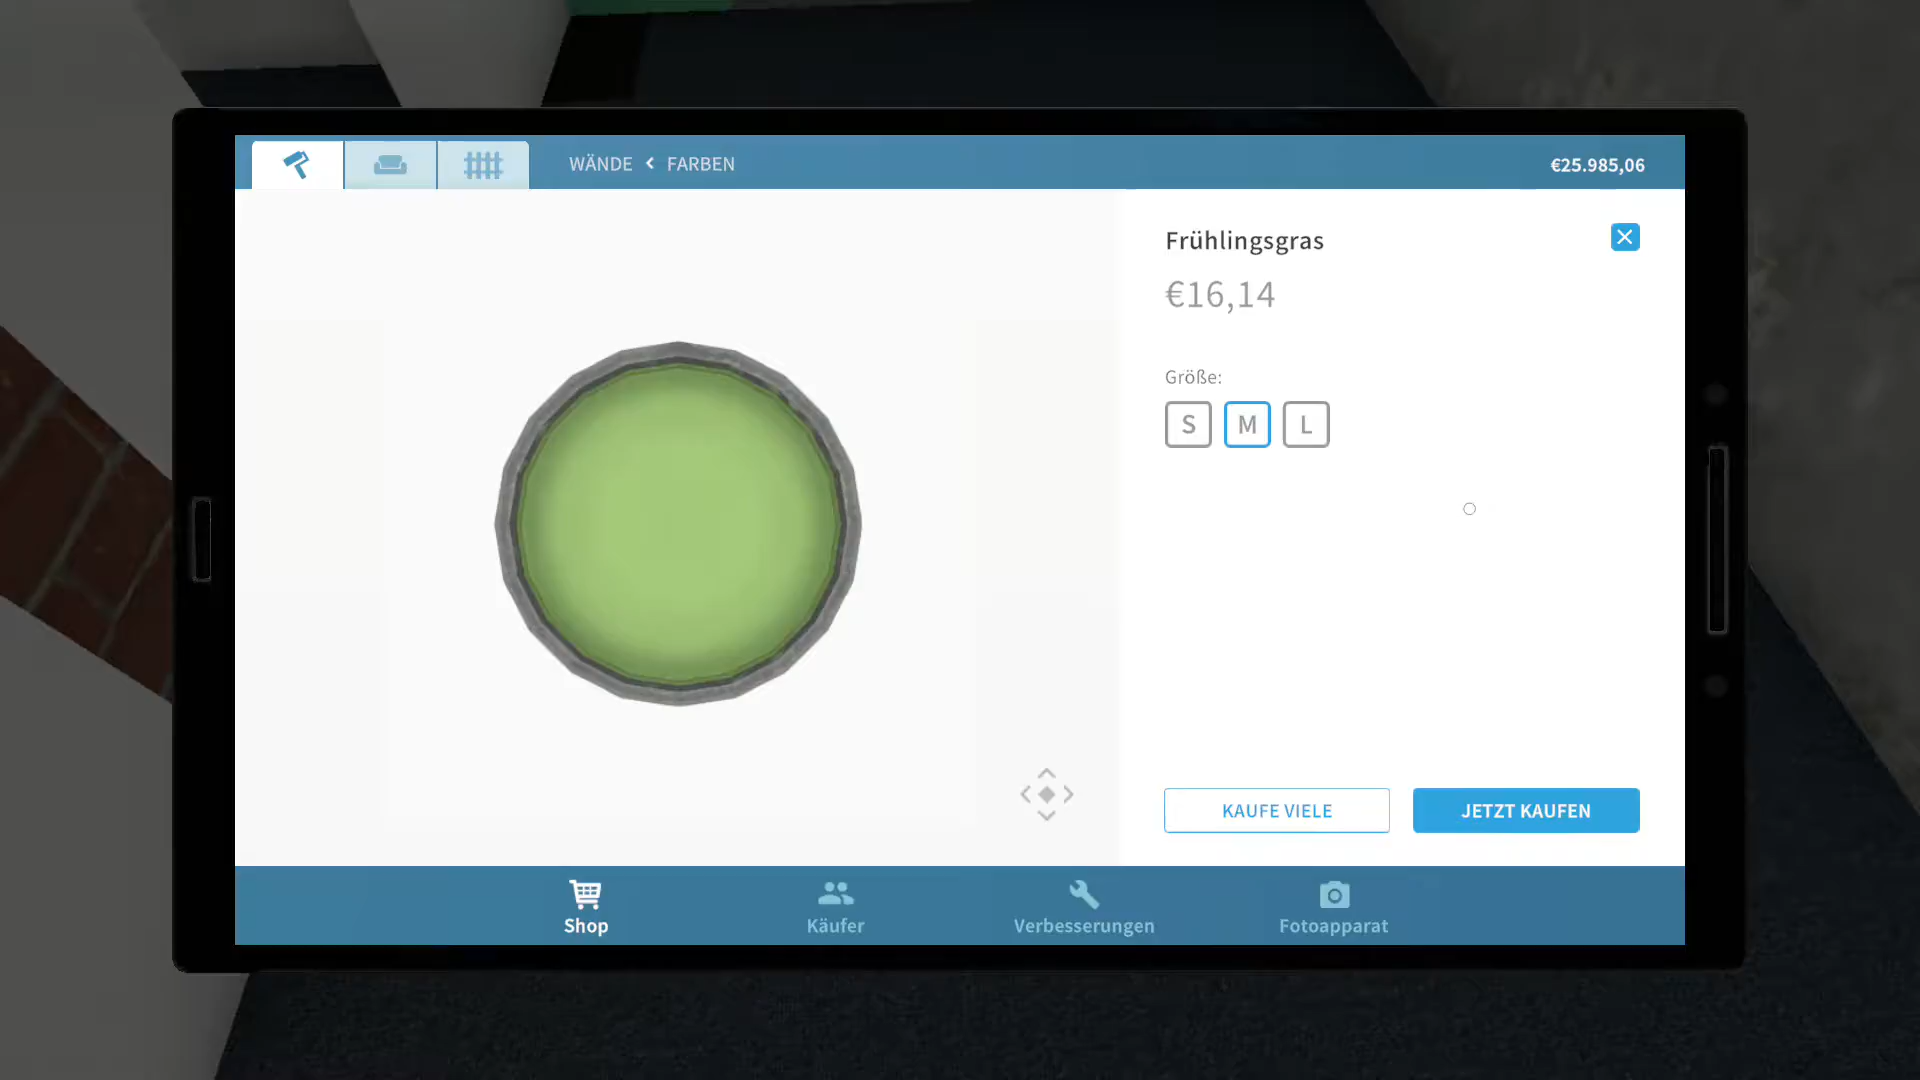 WÄNDE < FARBEN
€25.985,06
Frühlingsgras
€16,14
Größe:
S M L
KAUFE VIELE
JETZT KAUFEN
Shop
Käufer
Verbesserungen
Fotoapparat